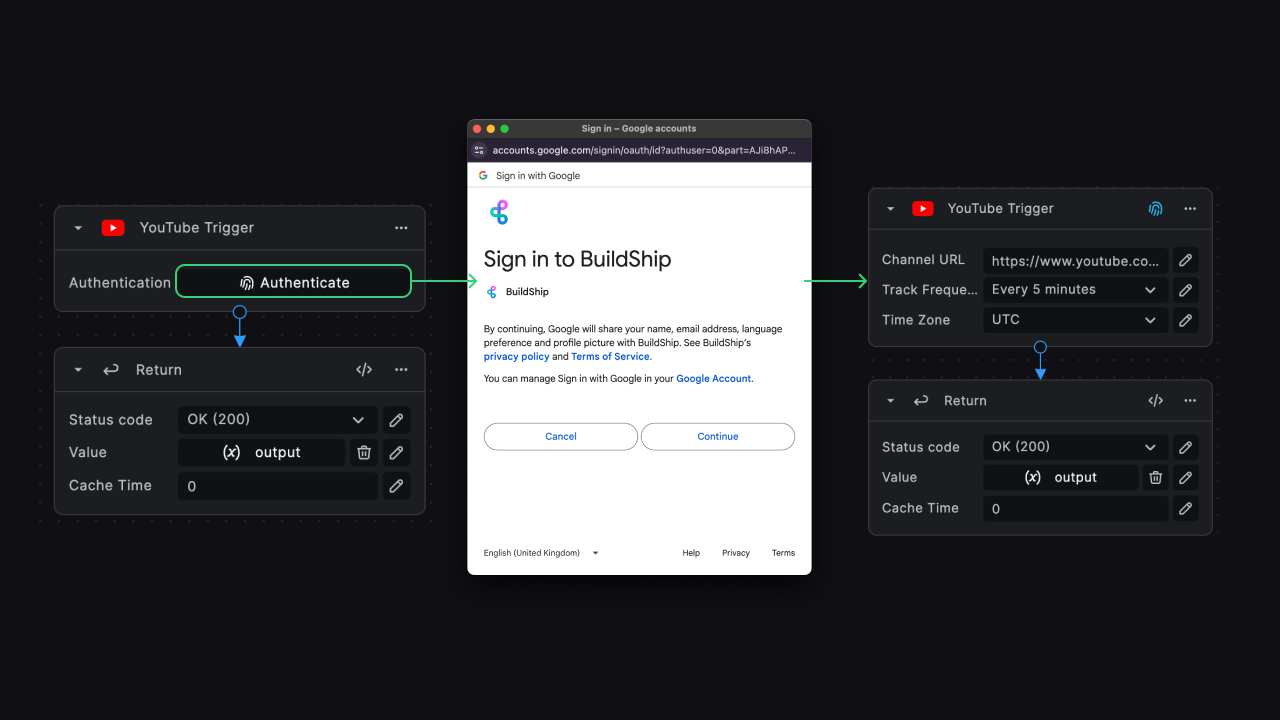 YouTube Trigger
Authentication Authenticate
Return
Status code OK (200)
Value (x) output
Cache Time 0
Sign in – Google accounts
accounts.google.com/signin/oauth/id?authuser=0&part=AJi8hAP...
Sign in with Google
Sign in to BuildShip
BuildShip
By continuing, Google will share your name, email address, language
preference and profile picture with BuildShip. See BuildShip's
privacy policy and Terms of Service.
You can manage Sign in with Google in your Google Account.
Cancel Continue
English (United Kingdom) Help Privacy Terms
YouTube Trigger
Channel URL https://www.youtube.co...
Track Freque... Every 5 minutes
Time Zone UTC
Return
Status code OK (200)
Value (x) output
Cache Time 0